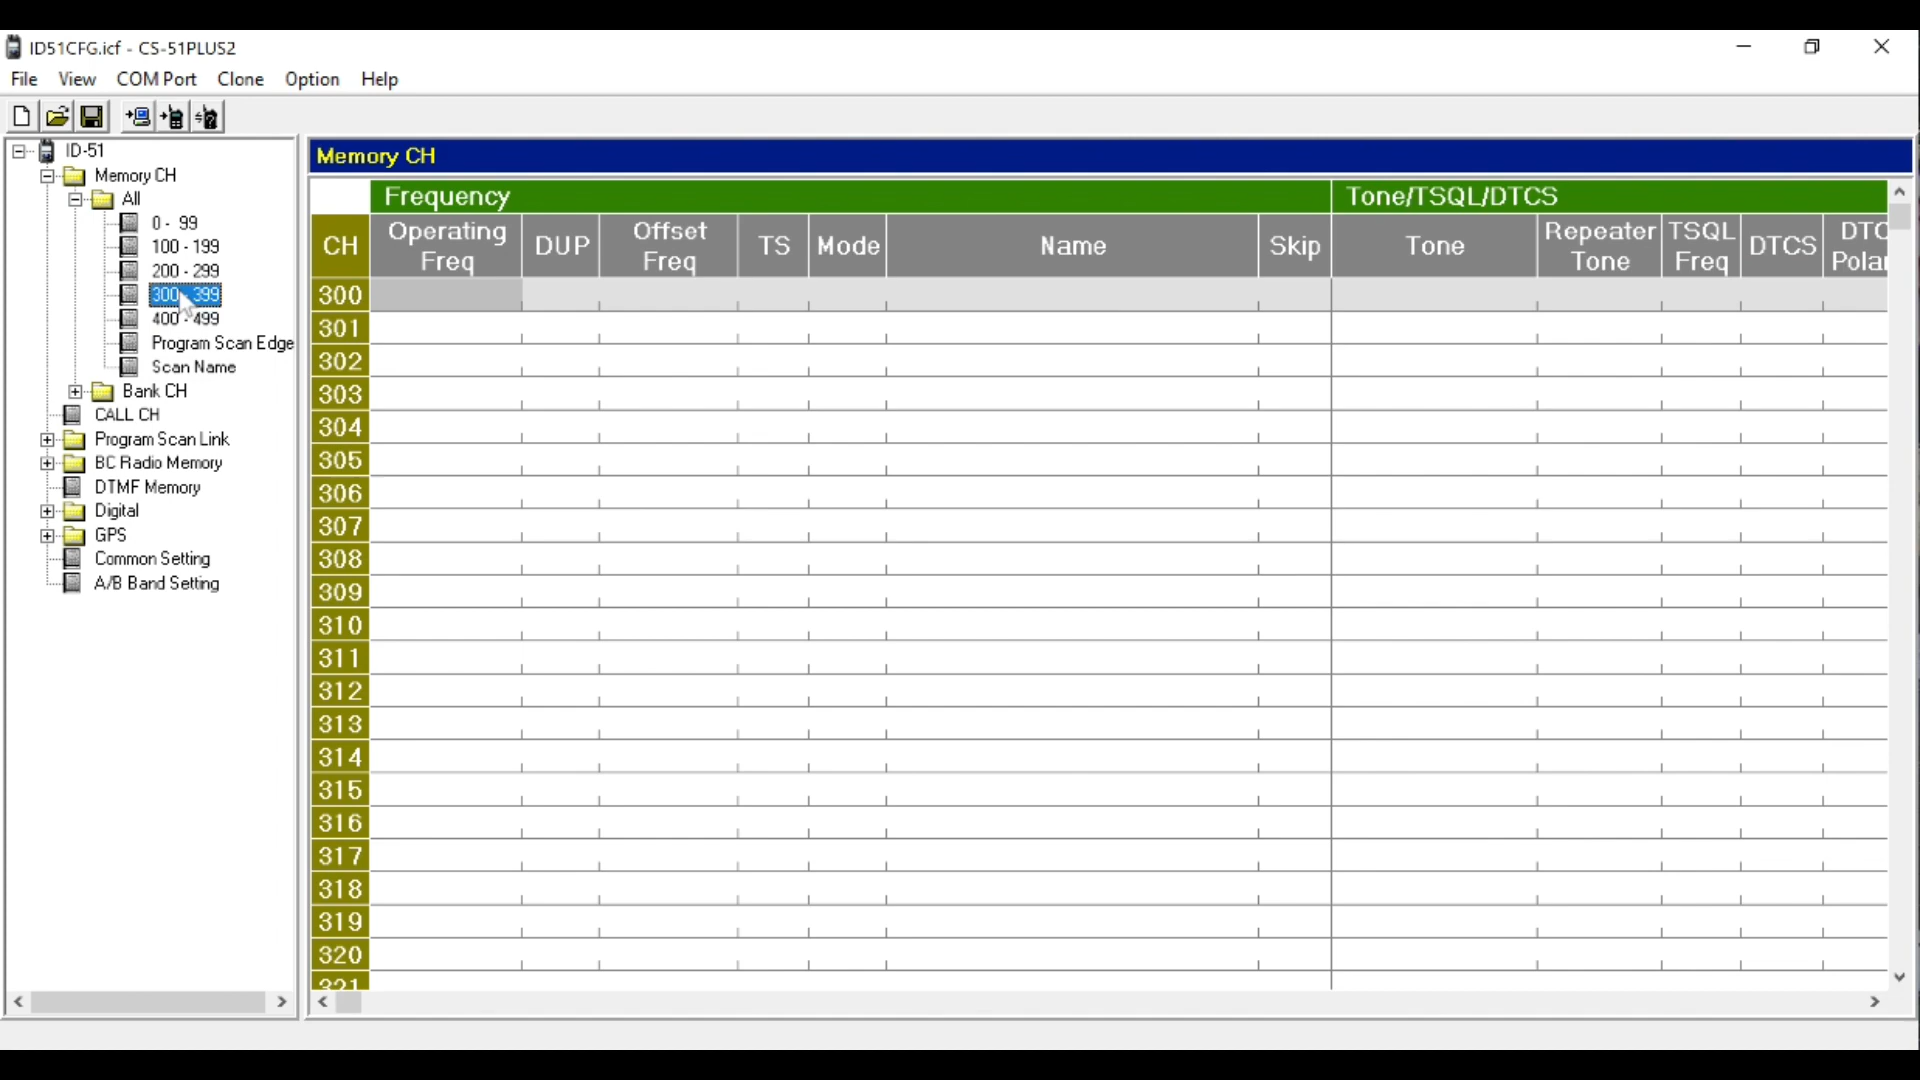 ID51CFG.icf - CS-51PLUS2
File View COM Port Clone Option Help
ID-51
Memory CH
All
0 - 99
100 - 199
200 - 299
300 - 399
400 - 499
Program Scan Edge
Scan Name
Bank CH
CALL CH
Program Scan Link
BC Radio Memory
DTMF Memory
Digital
GPS
Common Setting
A/B Band Setting
Memory CH
Frequency Tone/TSQL/DTCS
CH Operating Freq DUP Offset Freq TS Mode Name Skip Tone Repeater Tone TSQL Freq DTCS DTC Polar
300
301
302
303
304
305
306
307
308
309
310
311
312
313
314
315
316
317
318
319
320
321